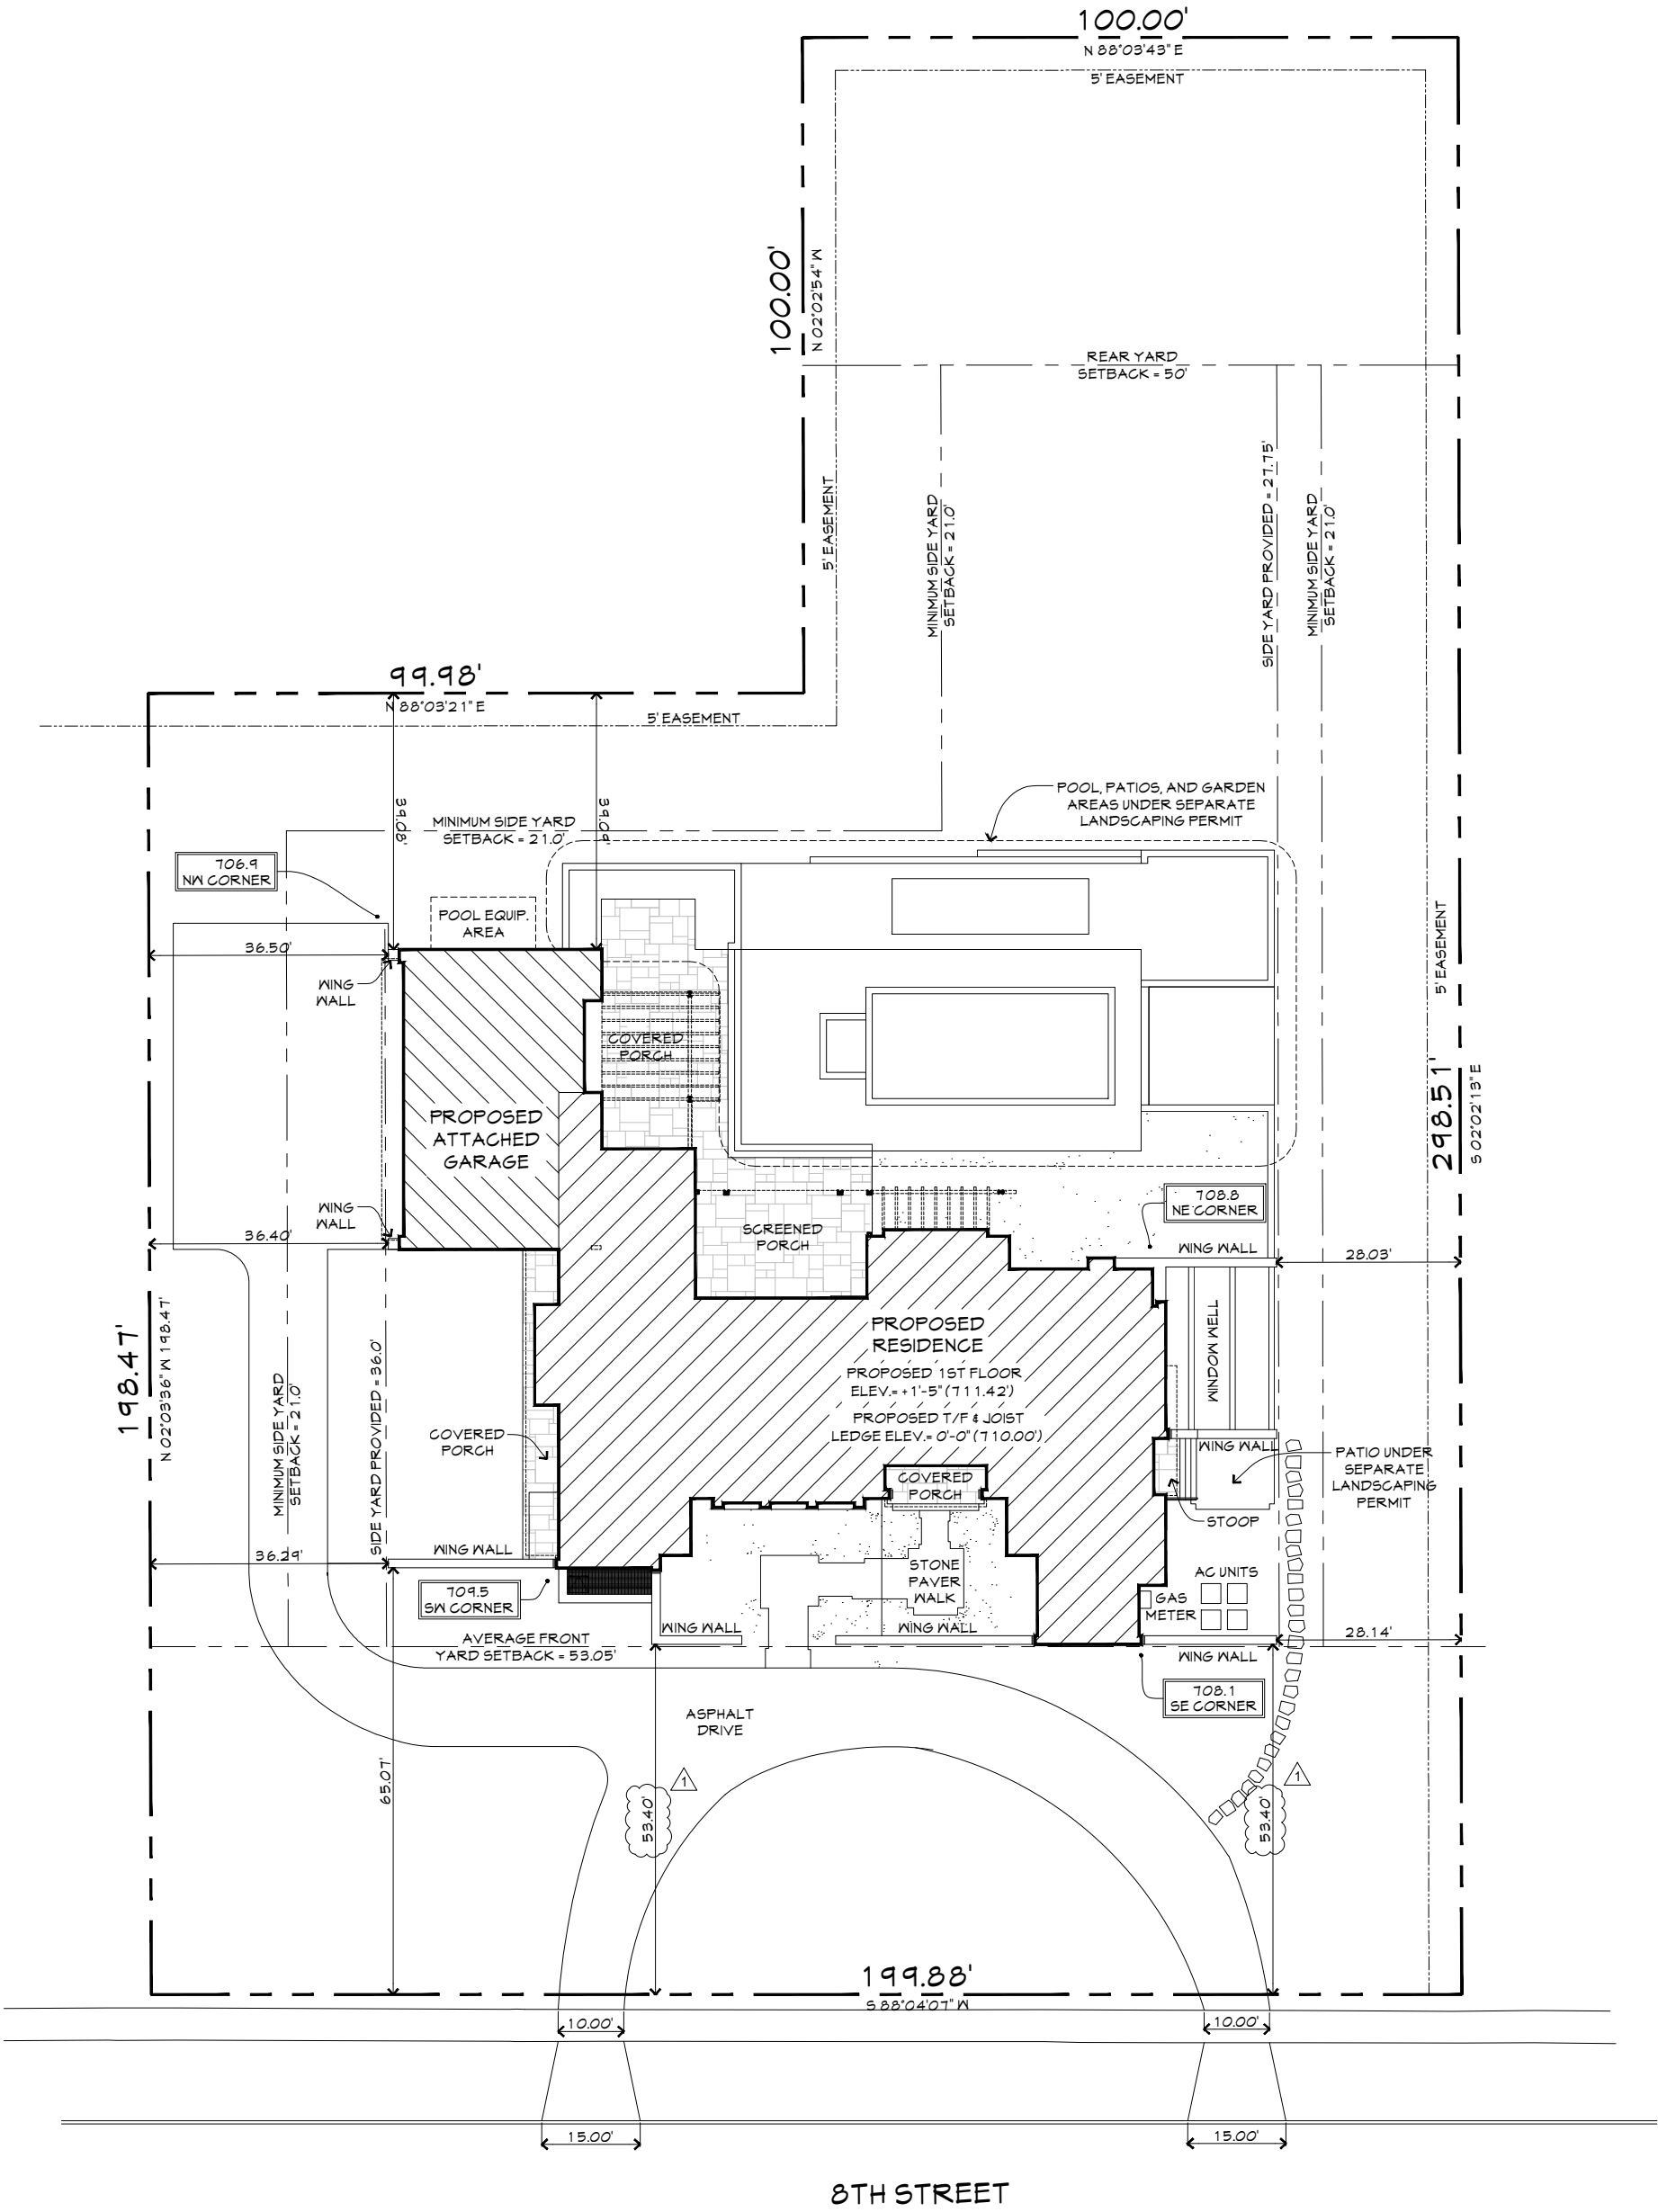 100.00'
N 88°03'43" E
5' EASEMENT
100.00'
N 02°02'54" W
REAR YARD
SETBACK = 50'
5' EASEMENT
MINIMUM SIDE YARD
SETBACK = 21.0'
SIDE YARD PROVIDED = 27.75'
MINIMUM SIDE YARD
SETBACK = 21.0'
99.98'
N 88°03'21" E
5' EASEMENT
39.08'
39.09'
MINIMUM SIDE YARD
SETBACK = 21.0'
POOL, PATIOS, AND GARDEN
AREAS UNDER SEPARATE
LANDSCAPING PERMIT
706.9
NW CORNER
POOL EQUIP.
AREA
36.50'
WING
WALL
5' EASEMENT
COVERED
PORCH
298.51'
S 02°02'13" E
PROPOSED
ATTACHED
GARAGE
WING
WALL
36.40'
SCREENED
PORCH
708.8
NE CORNER
WING WALL
28.03'
198.47'
N 02°03'36" W 198.47'
MINIMUM SIDE YARD
SETBACK = 21.0'
SIDE YARD PROVIDED = 36.0'
PROPOSED
RESIDENCE
PROPOSED 1ST FLOOR
ELEV.= +1'-5" (711.42')
PROPOSED T/F & JOIST
LEDGE ELEV.= 0'-0" (710.00')
WINDOW WELL
COVERED
PORCH
WING WALL
PATIO UNDER
SEPARATE
LANDSCAPING
PERMIT
COVERED
PORCH
STOOP
36.29'
WING WALL
STONE
PAVER
WALK
AC UNITS
GAS
METER
709.5
SW CORNER
WING WALL
WING WALL
28.14'
AVERAGE FRONT
YARD SETBACK = 53.05'
WING WALL
708.1
SE CORNER
ASPHALT
DRIVE
65.07'
1
53.40'
1
53.40'
199.88'
S 88°04'07" W
10.00'
10.00'
15.00'
15.00'
8TH STREET